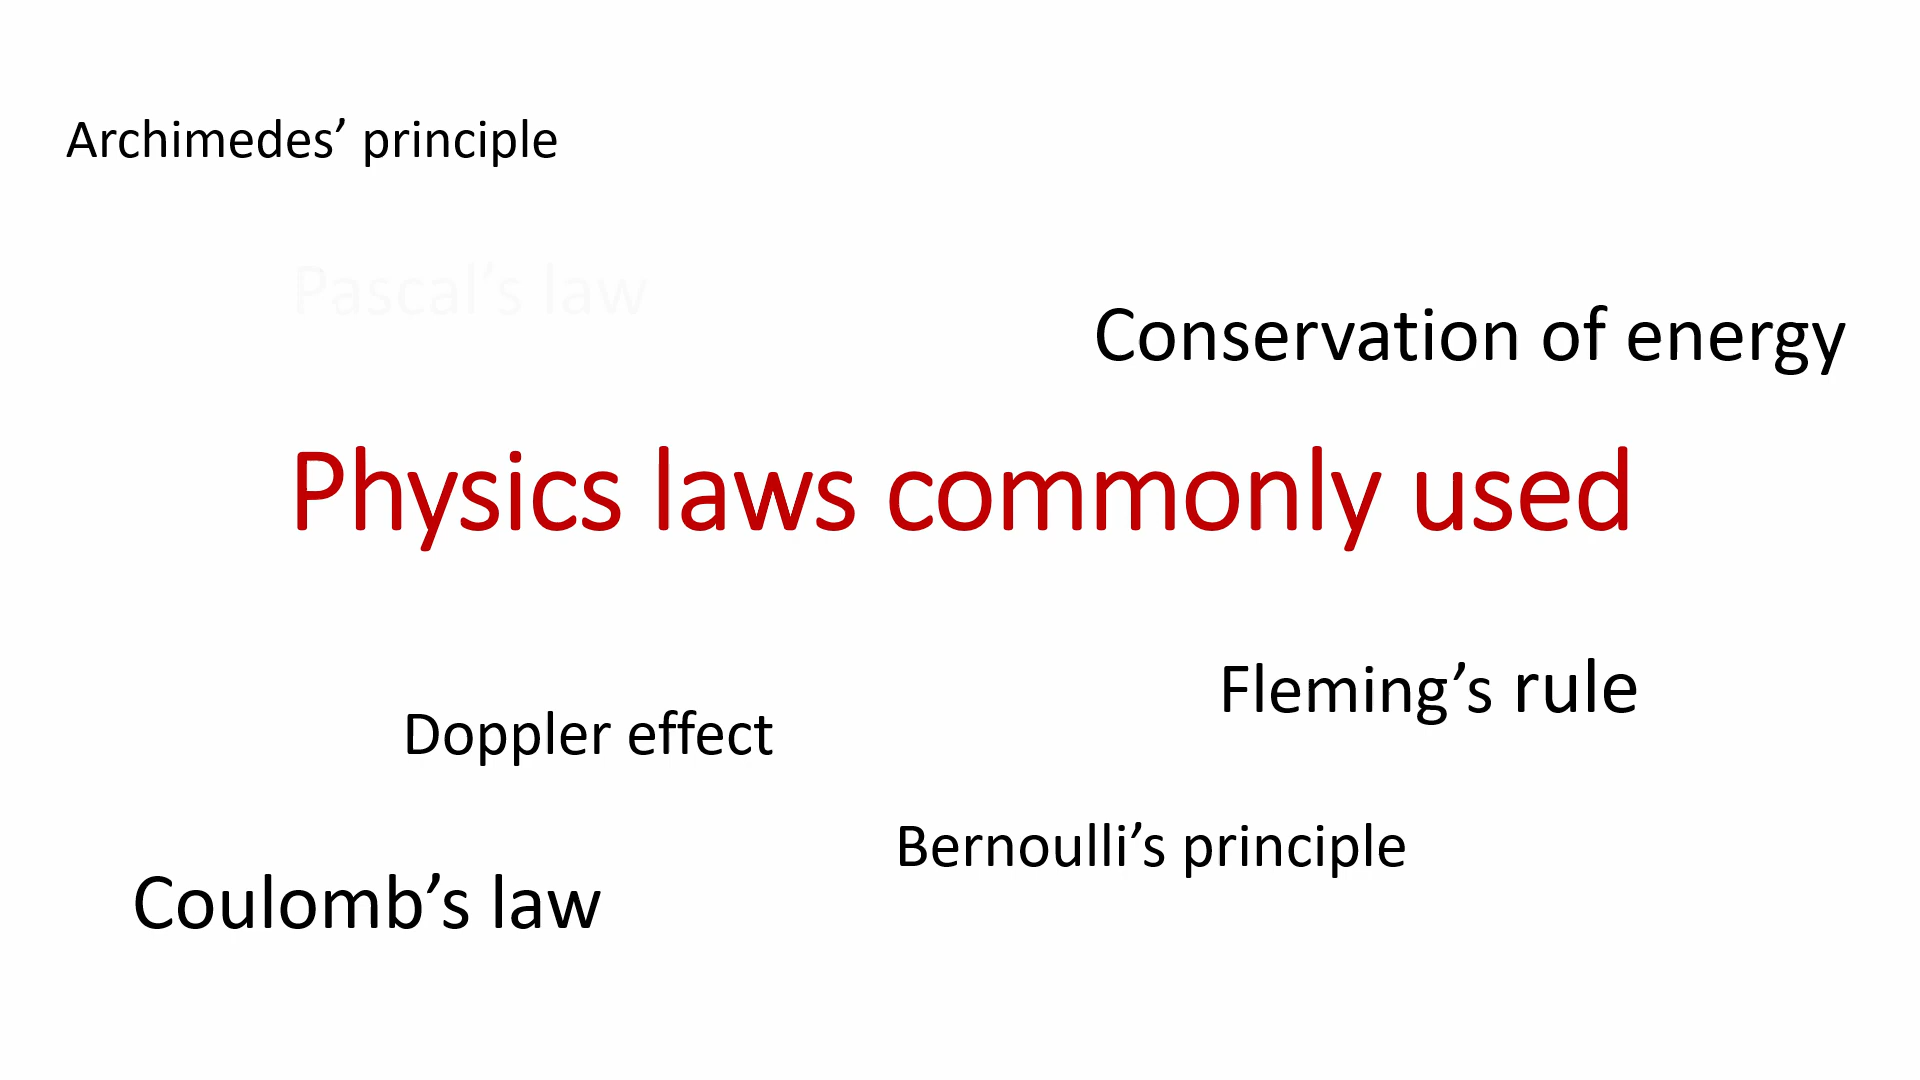 Archimedes’ principle
Pascal’s law
Conservation of energy
Physics laws commonly used
Fleming’s rule
Doppler effect
Bernoulli’s principle
Coulomb’s law